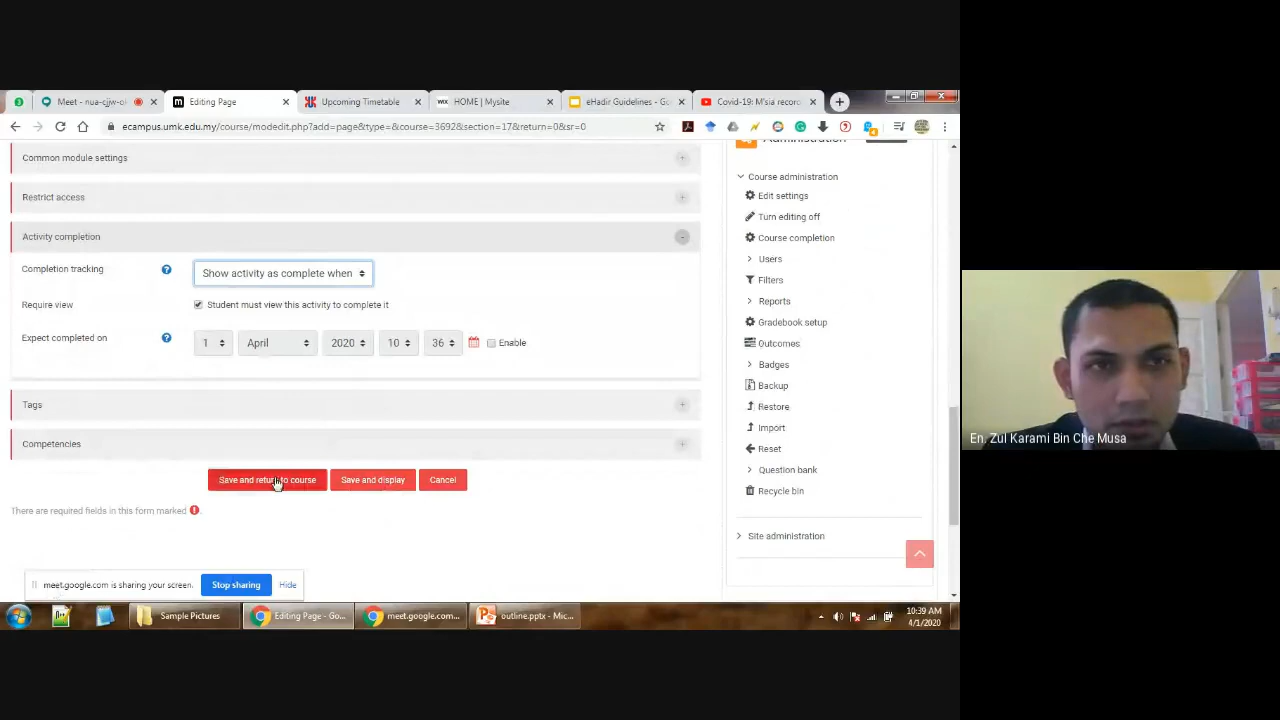 Meet - nua-cjjw-oi
Editing Page
Upcoming Timetable
HOME | Mysite
eHadir Guidelines - Go
Covid-19: M'sia record
ecampus.umk.edu.my/course/modedit.php?add=page&type=&course=3692&section=17&return=0&sr=0
Common module settings
Restrict access
Activity completion
Completion tracking
Show activity as complete when
Require view
Student must view this activity to complete it
Expect completed on
1 April 2020 10 36 Enable
Tags
Competencies
Save and return to course
Save and display
Cancel
There are required fields in this form marked
Course administration
Edit settings
Turn editing off
Course completion
Users
Filters
Reports
Gradebook setup
Outcomes
Badges
Backup
Restore
Import
Reset
Question bank
Recycle bin
Site administration
En. Zul Karami Bin Che Musa
meet.google.com is sharing your screen.
Stop sharing
Hide
Sample Pictures
Editing Page - Go...
meet.google.com...
outline.pptx - Mic...
10:39 AM
4/1/2020